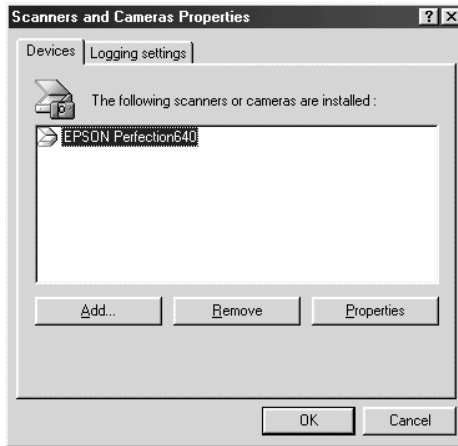 Scanners and Cameras Properties
Devices
Logging settings
The following scanners or cameras are installed :
EPSON Perfection640
Add...
Remove
Properties
OK
Cancel